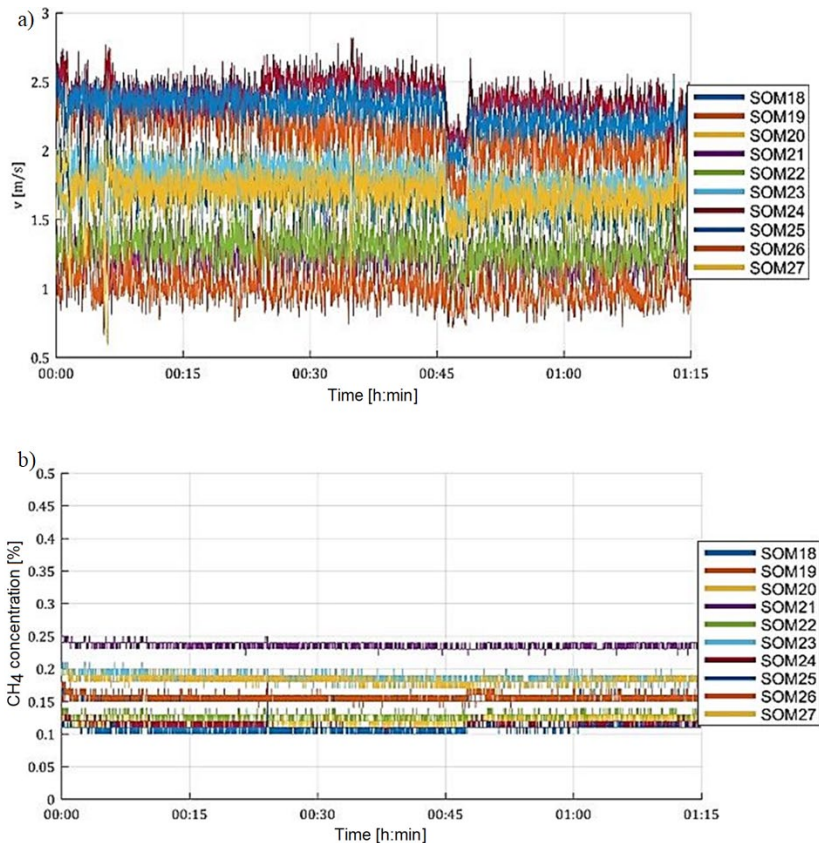 a)
3
2.5
2
1.5
1
0.5
v [m/s]
00:00 00:15 00:30 00:45 01:00 01:15
Time [h:min]
SOM18
SOM19
SOM20
SOM21
SOM22
SOM23
SOM24
SOM25
SOM26
SOM27
b)
0.5
0.45
0.4
0.35
0.3
0.25
0.2
0.15
0.1
0.05
0
CH4 concentration [%]
00:00 00:15 00:30 00:45 01:00 01:15
Time [h:min]
SOM18
SOM19
SOM20
SOM21
SOM22
SOM23
SOM24
SOM25
SOM26
SOM27